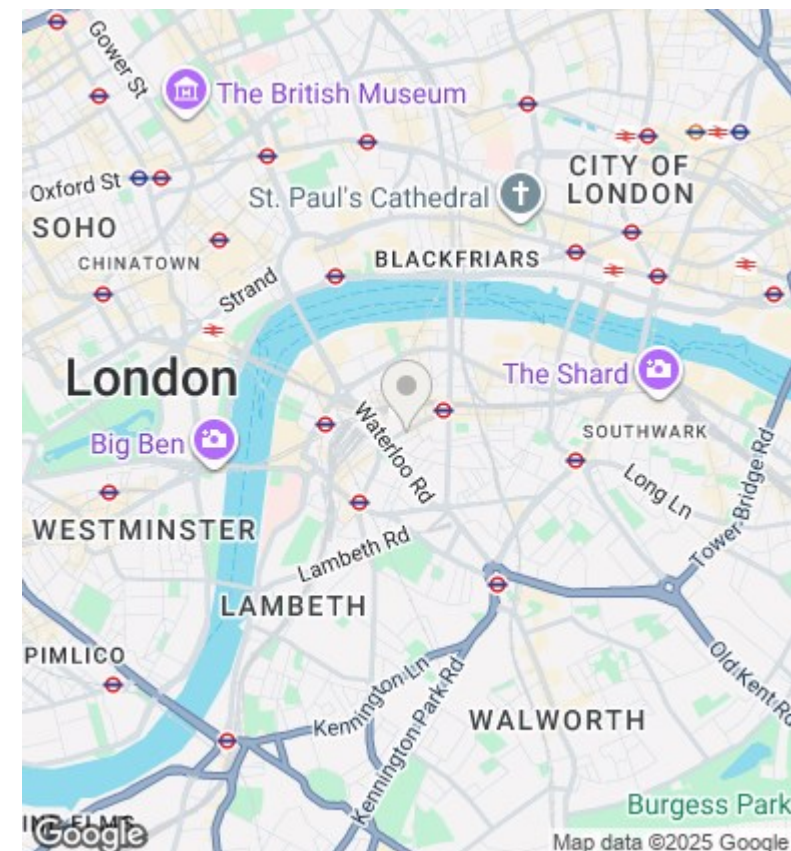 Gower St
The British Museum
Oxford St
St. Paul's Cathedral
CITY OF
LONDON
SOHO
CHINATOWN
BLACKFRIARS
Strand
London
The Shard
Big Ben
Waterloo Rd
SOUTHWARK
Long Ln
Tower Bridge Rd
WESTMINSTER
Lambeth Rd
LAMBETH
PIMLICO
Kennington Ln
Kennington Park Rd
Old Kent Rd
WALWORTH
Burgess Park
Google
Map data ©2025 Google